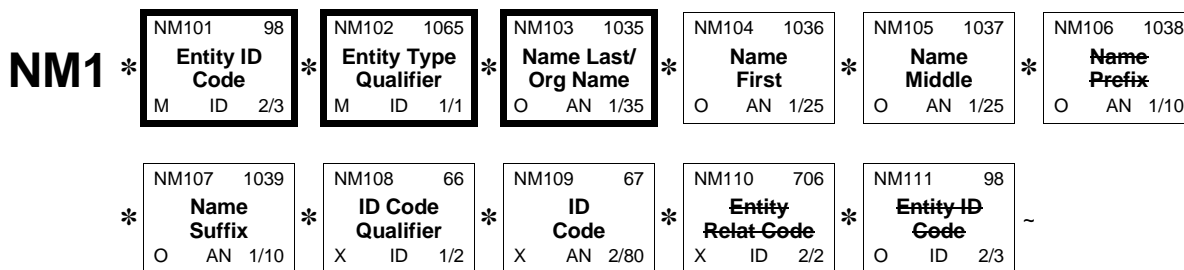 NM101 98 NM102 1065 NM103 1035 NM104 1036 NM105 1037 NM106 1038
NM1 * Entity ID Code * Entity Type Qualifier * Name Last/ Org Name * Name First * Name Middle * Name Prefix
M ID 2/3 M ID 1/1 O AN 1/35 O AN 1/25 O AN 1/25 O AN 1/10
NM107 1039 NM108 66 NM109 67 NM110 706 NM111 98
* Name Suffix * ID Code Qualifier * ID Code * Entity Relat Code * Entity ID Code ~
O AN 1/10 X ID 1/2 X AN 2/80 X ID 2/2 O ID 2/3